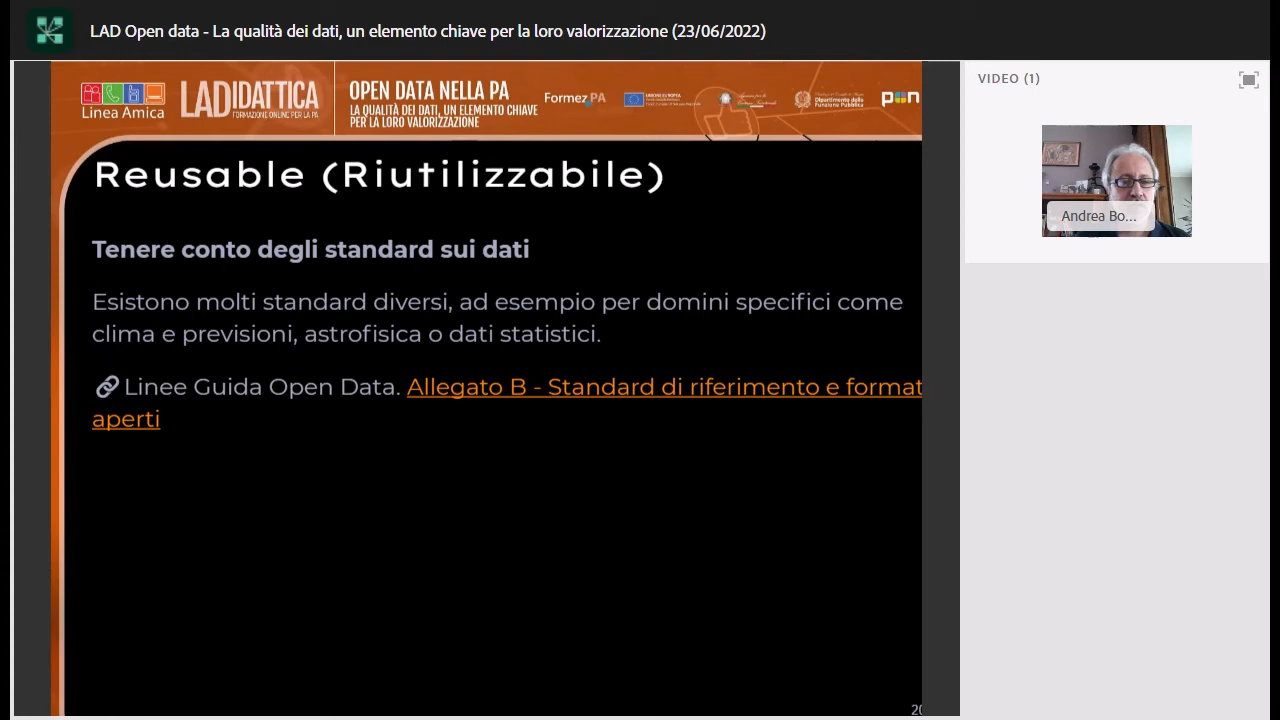 LAD Open data - La qualità dei dati, un elemento chiave per la loro valorizzazione (23/06/2022)
VIDEO (1)
Linea Amica
LADIDATTICA
FORMAZIONE ONLINE PER LA PA
OPEN DATA NELLA PA
LA QUALITÀ DEI DATI, UN ELEMENTO CHIAVE
PER LA LORO VALORIZZAZIONE
FormezPA
UNIONE EUROPEA
Dipartimento della
Funzione Pubblica
pon
Andrea Bo...
Reusable (Riutilizzabile)
Tenere conto degli standard sui dati
Esistono molti standard diversi, ad esempio per domini specifici come
clima e previsioni, astrofisica o dati statistici.
Linee Guida Open Data. Allegato B - Standard di riferimento e format
aperti